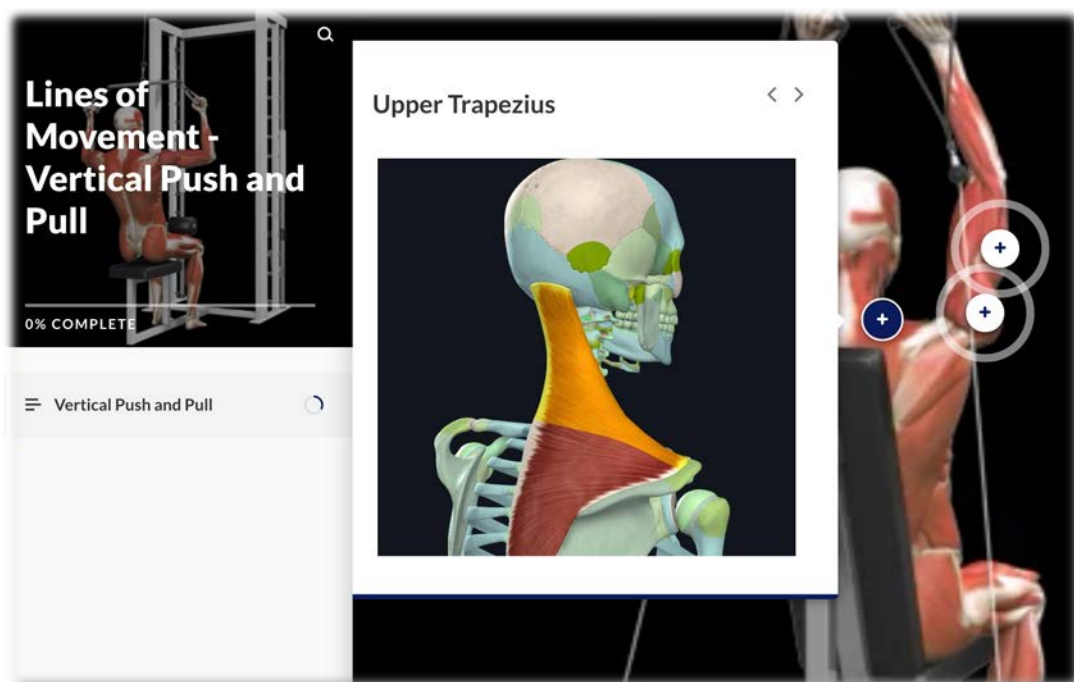 Lines of
Movement -
Vertical Push and
Pull
0% COMPLETE
Vertical Push and Pull
Upper Trapezius